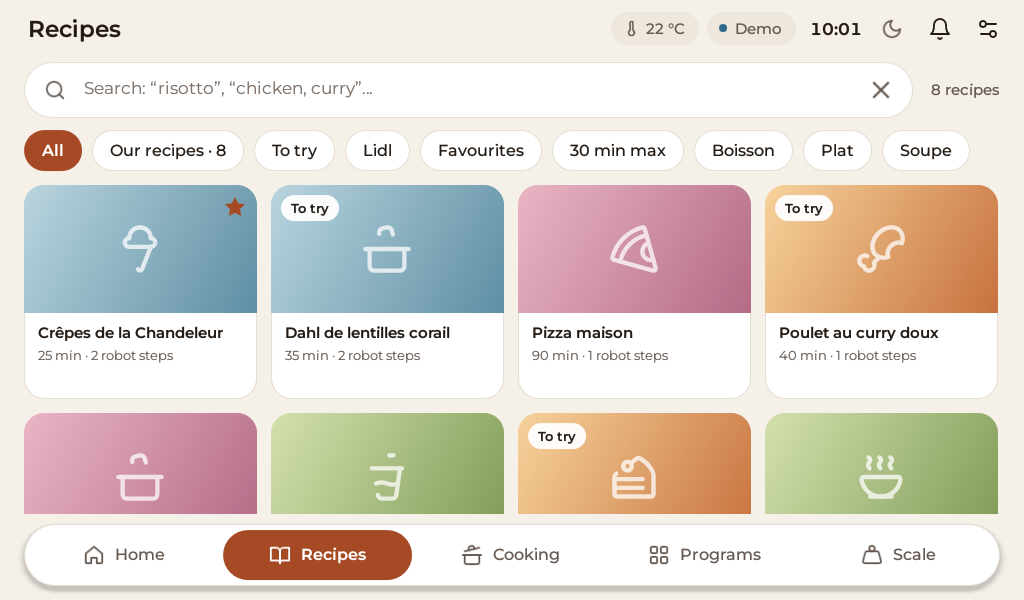 Recipes
22 °C
Demo
10:01
Search: “risotto”, “chicken, curry”...
8 recipes
All
Our recipes · 8
To try
Lidl
Favourites
30 min max
Boisson
Plat
Soupe
Crêpes de la Chandeleur
25 min · 2 robot steps
To try
Dahl de lentilles corail
35 min · 2 robot steps
Pizza maison
90 min · 1 robot steps
To try
Poulet au curry doux
40 min · 1 robot steps
To try
Home
Recipes
Cooking
Programs
Scale